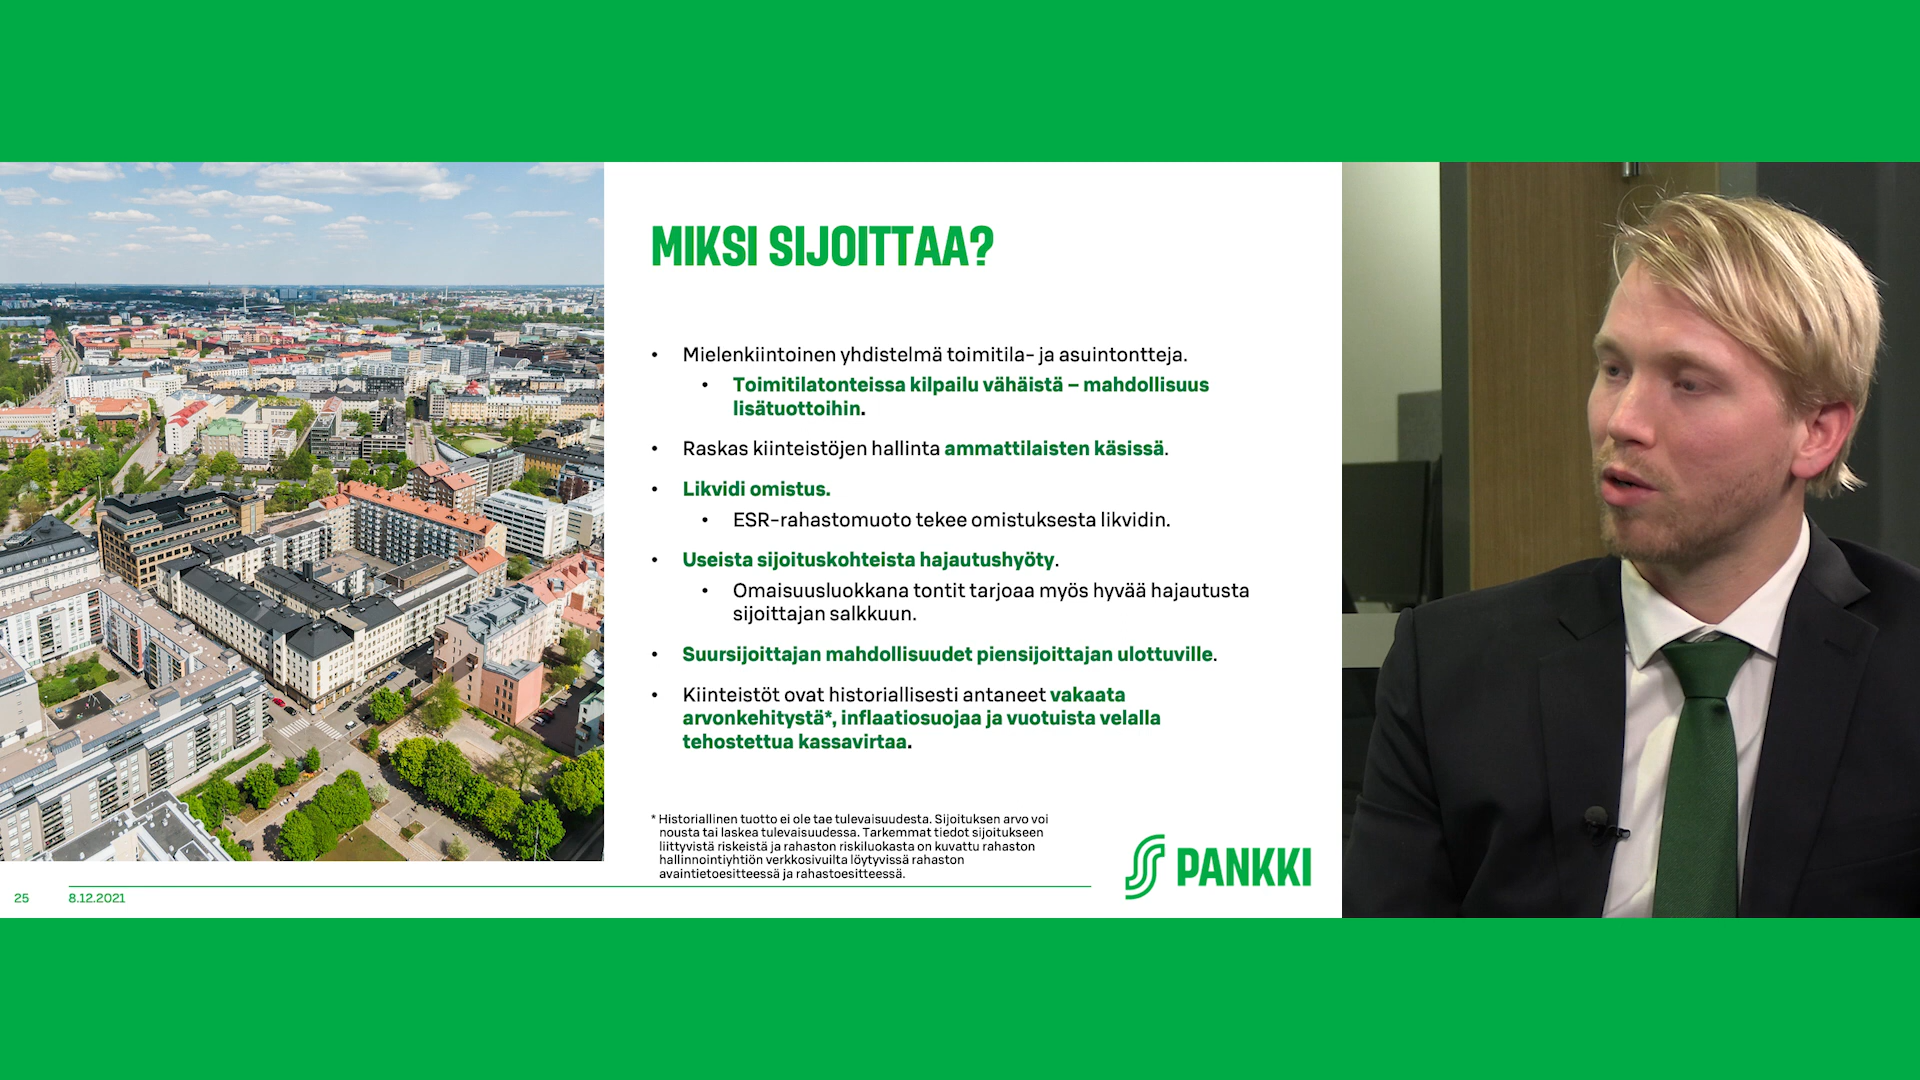 MIKSI SIJOITTAA?
• Mielenkiintoinen yhdistelmä toimitila- ja asuintontteja.
• Toimitilatonteissa kilpailu vähäistä – mahdollisuus
lisätuottoihin.
• Raskas kiinteistöjen hallinta ammattilaisten käsissä.
• Likvidi omistus.
• ESR-rahastomuoto tekee omistuksesta likvidin.
• Useista sijoituskohteista hajautushyöty.
• Omaisuusluokkana tontit tarjoaa myös hyvää hajautusta
sijoittajan salkkuun.
• Suursijoittajan mahdollisuudet piensijoittajan ulottuville.
• Kiinteistöt ovat historiallisesti antaneet vakaata
arvonkehitystä*, inflaatiosuojaa ja vuotuista velalla
tehostettua kassavirtaa.
* Historiallinen tuotto ei ole tae tulevaisuudesta. Sijoituksen arvo voi
nousta tai laskea tulevaisuudessa. Tarkemmat tiedot sijoitukseen
liittyvistä riskeistä ja rahaston riskiluokasta on kuvattu rahaston
hallinnointiyhtiön verkkosivuilta löytyvissä rahaston
avaintietoesitteessä ja rahastoesitteessä.
S PANKKI
25 8.12.2021